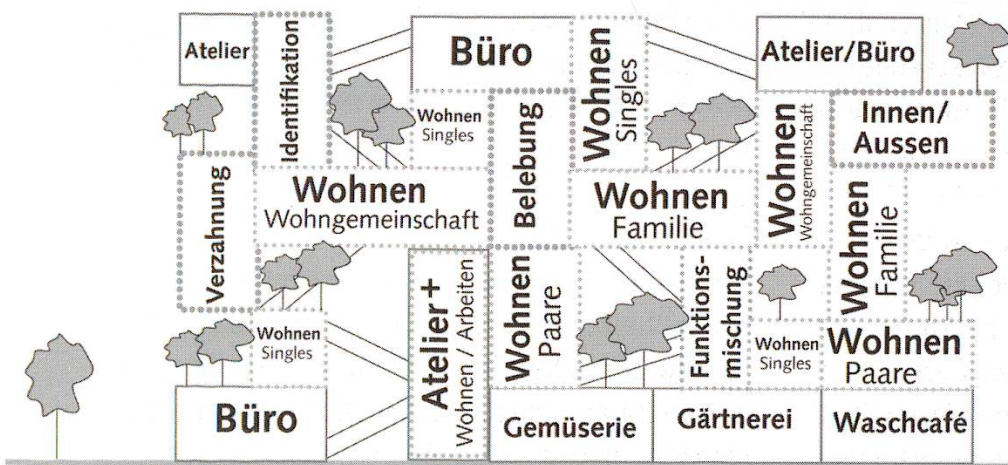 Atelier
Identifikation
Büro
Wohnen
Singles
Atelier/Büro
Wohnen
Singles
Belebung
Wohnen
Wohngemeinschaft
Innen/
Aussen
Verzahnung
Wohnen
Wohngemeinschaft
Wohnen
Familie
Wohnen
Familie
Wohnen
Singles
Atelier+
Wohnen / Arbeiten
Wohnen
Paare
Funktions-
mischung
Wohnen
Singles
Wohnen
Paare
Büro
Gemüserie
Gärtnerei
Waschcafé